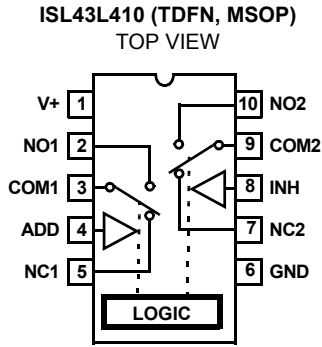 ISL43L410 (TDFN, MSOP)
TOP VIEW
V+ 1
10 NO2
NO1 2
9 COM2
COM1 3
8 INH
ADD 4
7 NC2
NC1 5
6 GND
LOGIC